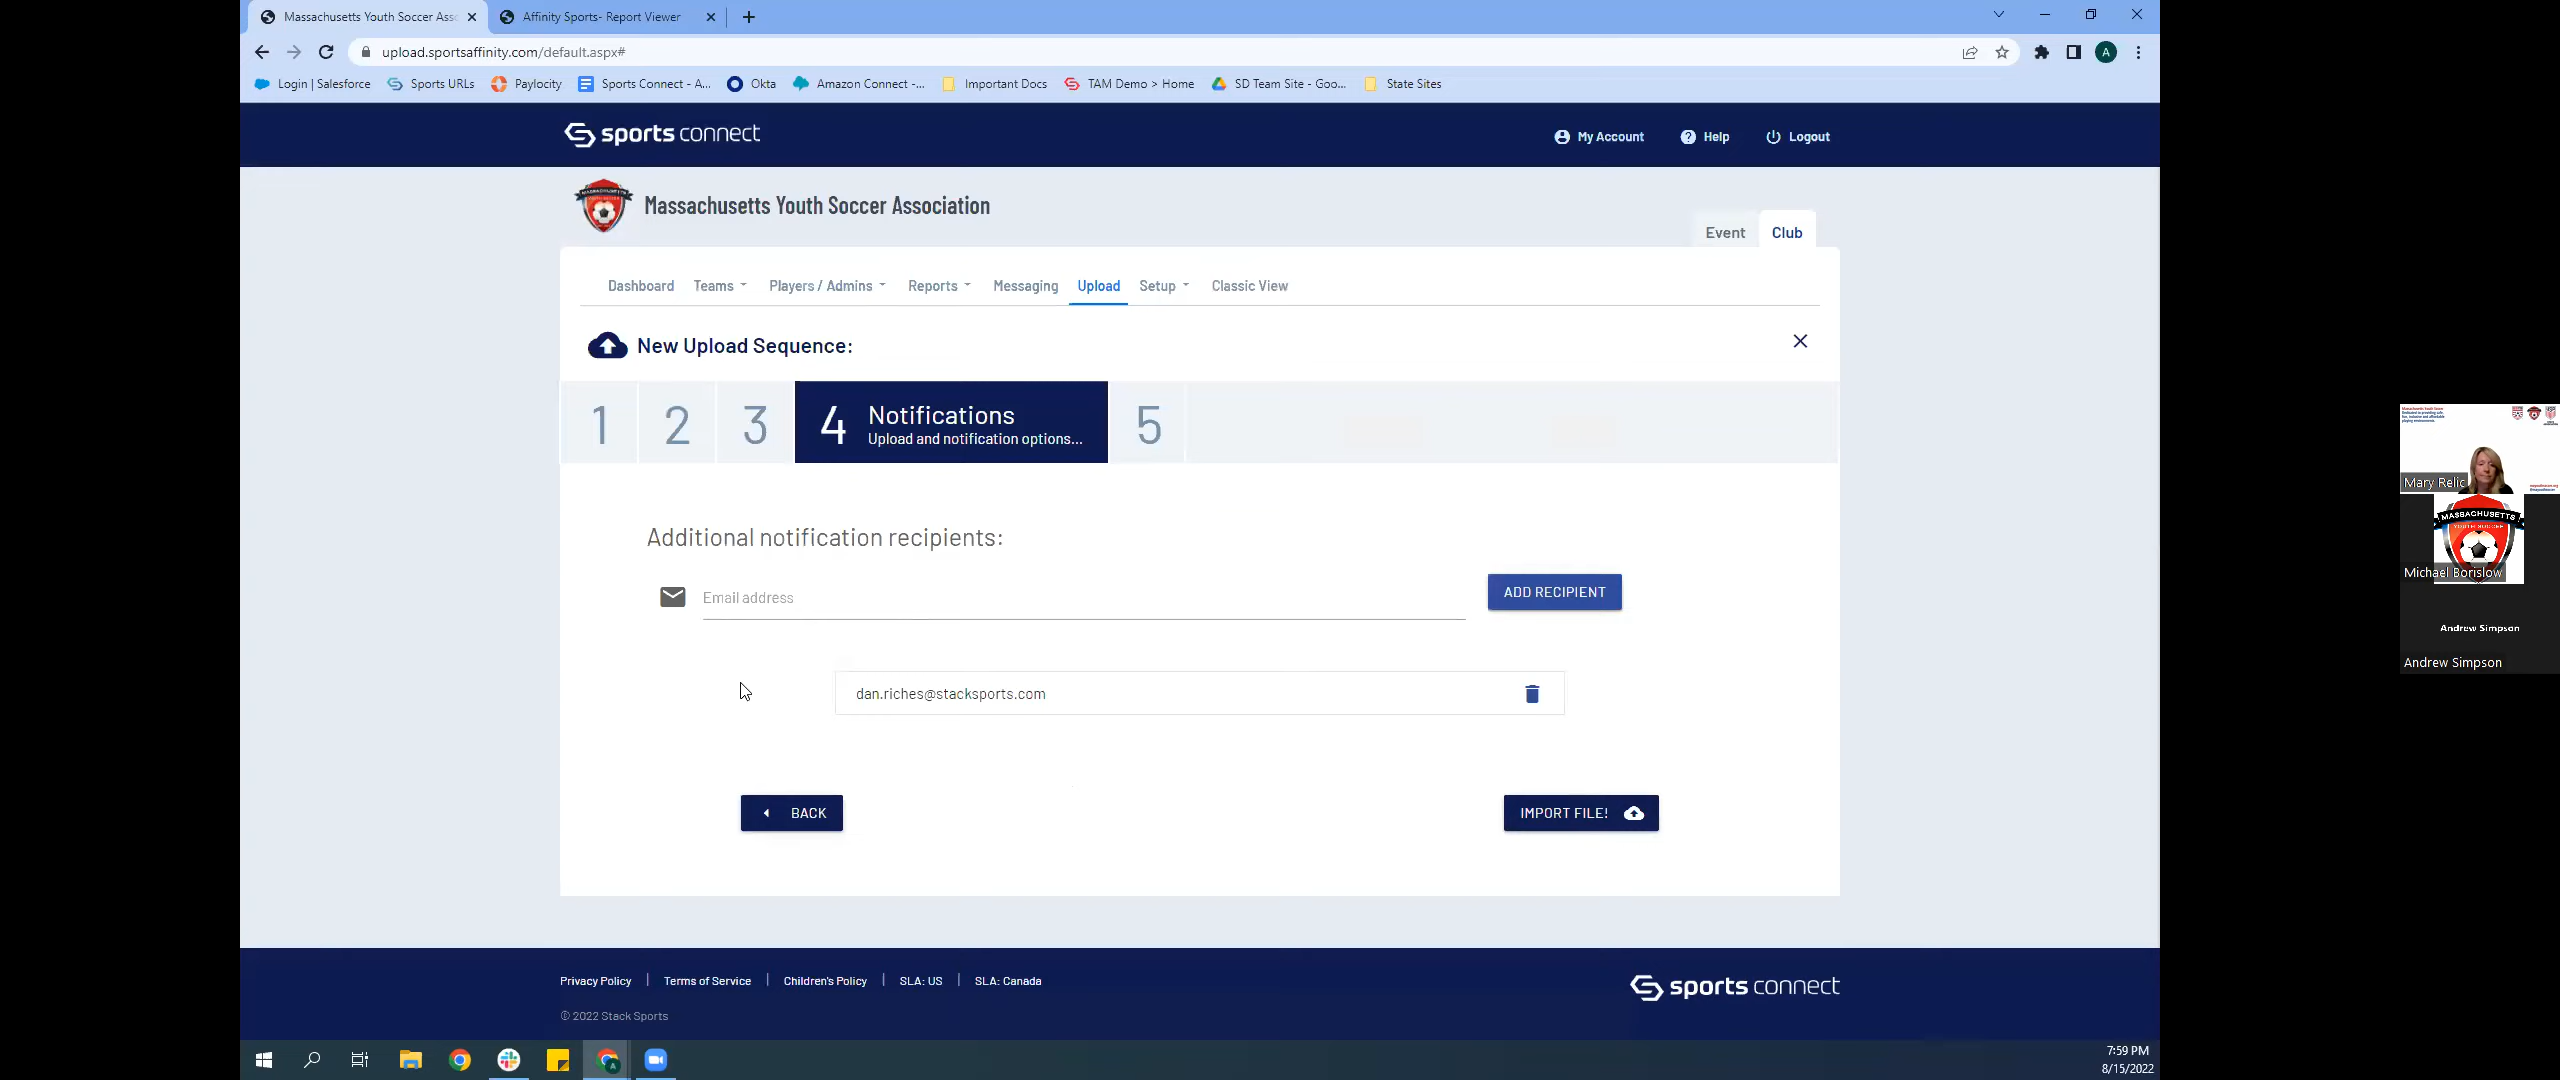 Massachusetts Youth Soccer Ass
Affinity Sports- Report Viewer
upload.sportsaffinity.com/default.aspx#
A
Login | Salesforce
Sports URLs
Paylocity
Sports Connect - A...
Okta
Amazon Connect -...
Important Docs
TAM Demo > Home
SD Team Site - Goo...
State Sites
sports connect
My Account
Help
Logout
Massachusetts Youth Soccer Association
Event
Club
Dashboard
Teams
Players / Admins
Reports
Messaging
Upload
Setup
Classic View
New Upload Sequence:
1
2
3
4
Notifications
Upload and notification options...
5
Additional notification recipients:
Email address
ADD RECIPIENT
dan.riches@stacksports.com
BACK
IMPORT FILE!
Privacy Policy
Terms of Service
Children's Policy
SLA: US
SLA: Canada
sports connect
© 2022 Stack Sports
7:59 PM
8/15/2022
Mary Relic
MASSACHUSETTS
YOUTH SOCCER
Michael Borislow
Andrew Simpson
Andrew Simpson